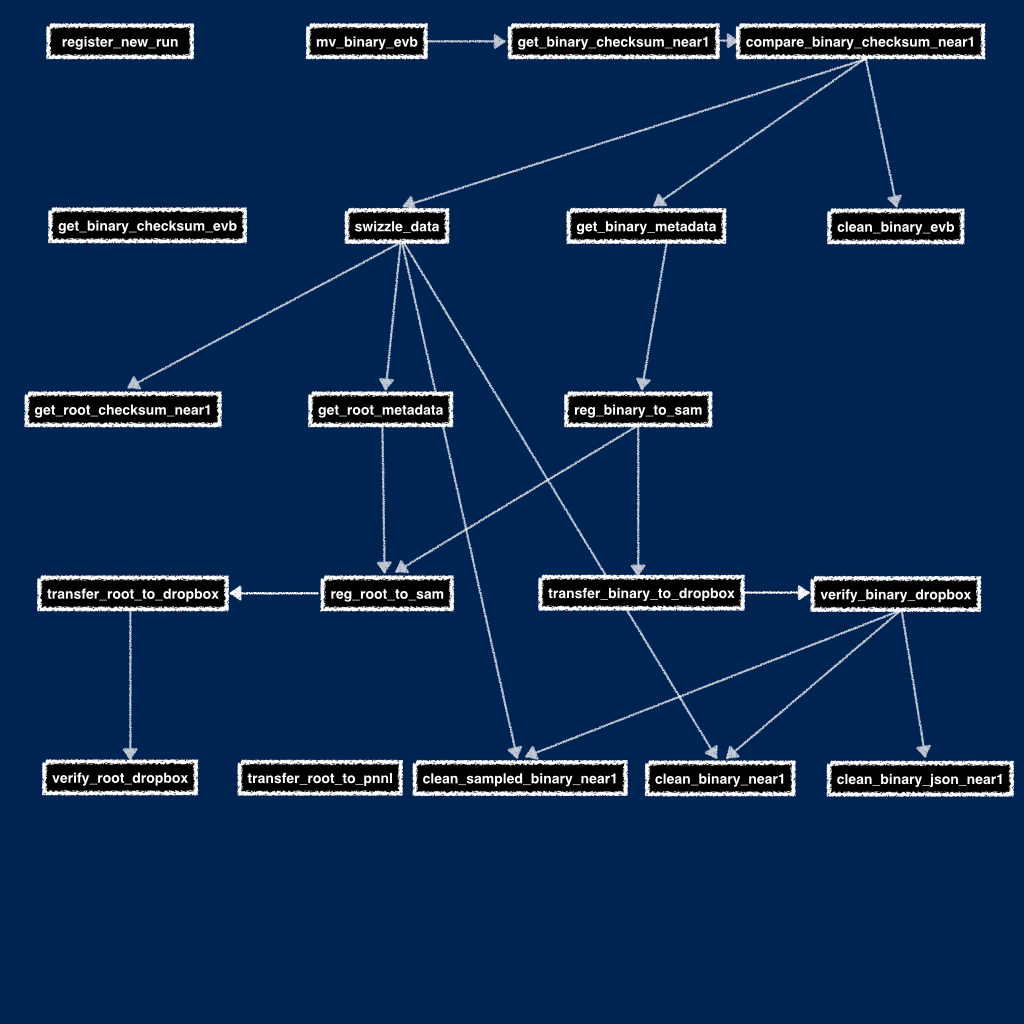 register_new_run
mv_binary_evb
get_binary_checksum_near1
compare_binary_checksum_near1
get_binary_checksum_evb
swizzle_data
get_binary_metadata
clean_binary_evb
get_root_checksum_near1
get_root_metadata
reg_binary_to_sam
transfer_root_to_dropbox
reg_root_to_sam
transfer_binary_to_dropbox
verify_binary_dropbox
verify_root_dropbox
transfer_root_to_pnnl
clean_sampled_binary_near1
clean_binary_near1
clean_binary_json_near1